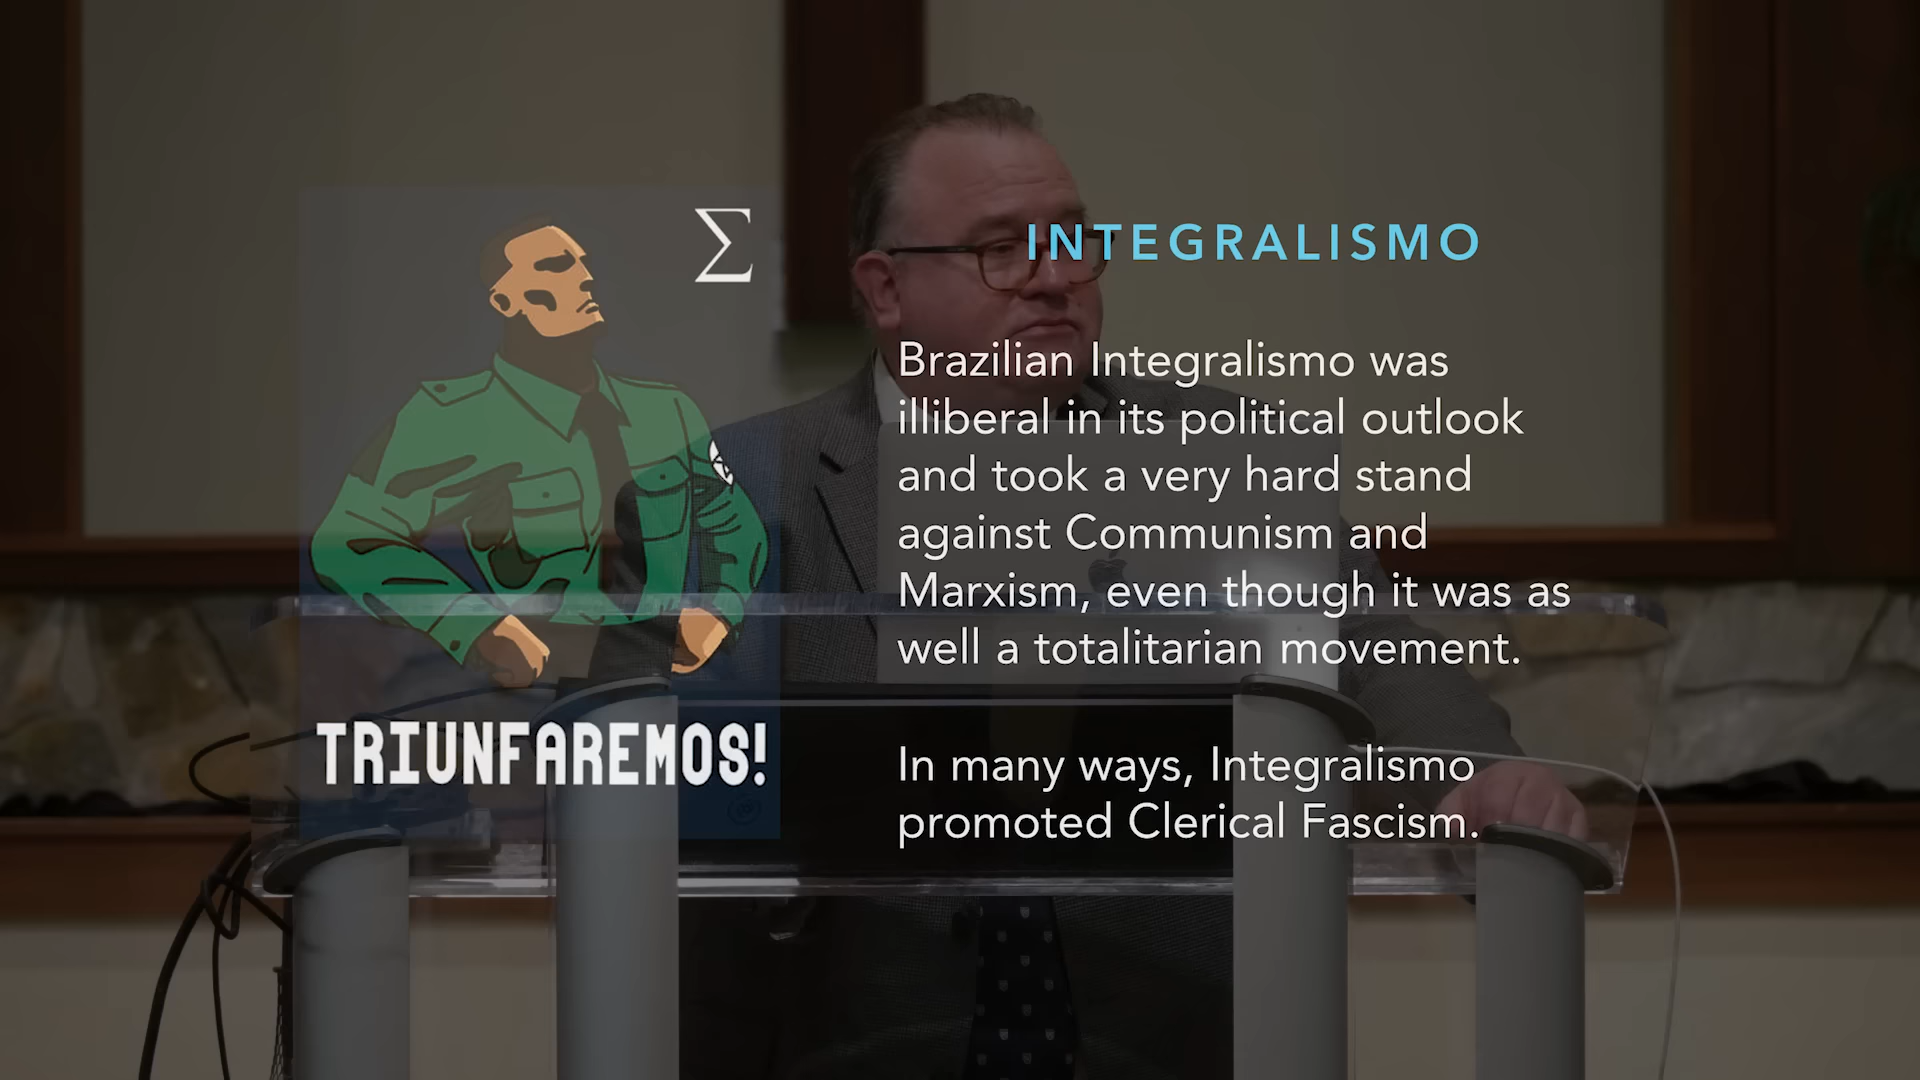 Σ
INTEGRALISMO
Brazilian Integralismo was
illiberal in its political outlook
and took a very hard stand
against Communism and
Marxism, even though it was as
well a totalitarian movement.
In many ways, Integralismo
promoted Clerical Fascism.
TRIUNFAREMOS!